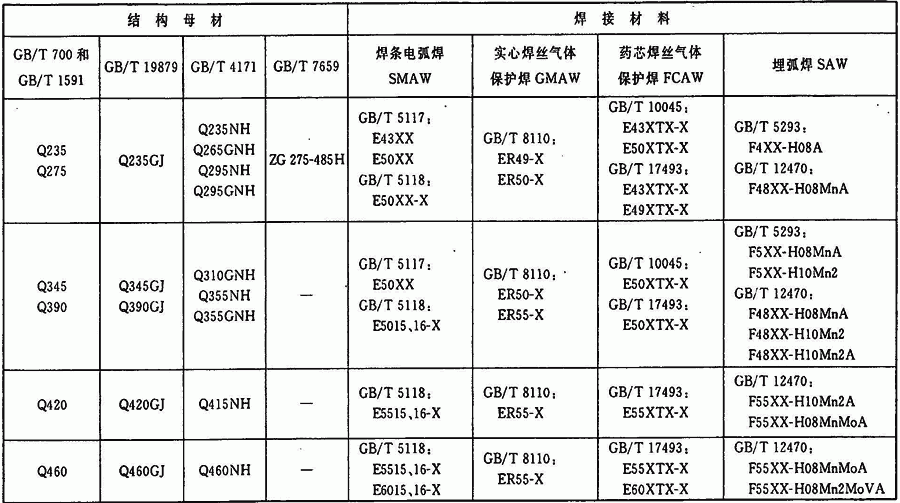 结构母材
焊接材料
GB/T 700 和
GB/T 1591
GB/T 19879
GB/T 4171
GB/T 7659
焊条电弧焊
SMAW
实心焊丝气体
保护焊 GMAW
药芯焊丝气体
保护焊 FCAW
埋弧焊 SAW
Q235
Q275
Q235GJ
Q235NH
Q265GNH
Q295NH
Q295GNH
ZG 275-485H
GB/T 5117:
E43XX
E50XX
GB/T 5118:
E50XX-X
GB/T 8110:
ER49-X
ER50-X
GB/T 10045:
E43XTX-X
E50XTX-X
GB/T 17493:
E43XTX-X
E49XTX-X
GB/T 5293:
F4XX-H08A
GB/T 12470:
F48XX-H08MnA
Q345
Q390
Q345GJ
Q390GJ
Q310GNH
Q355NH
Q355GNH
—
GB/T 5117:
E50XX
GB/T 5118:
E5015、16-X
GB/T 8110:
ER50-X
ER55-X
GB/T 10045:
E50XTX-X
GB/T 17493:
E50XTX-X
GB/T 5293:
F5XX-H08MnA
F5XX-H10Mn2
GB/T 12470:
F48XX-H08MnA
F48XX-H10Mn2
F48XX-H10Mn2A
Q420
Q420GJ
Q415NH
—
GB/T 5118:
E5515、16-X
GB/T 8110:
ER55-X
GB/T 17493:
E55XTX-X
GB/T 12470:
F55XX-H10Mn2A
F55XX-H08MnMoA
Q460
Q460GJ
Q460NH
—
GB/T 5118:
E5515、16-X
E6015、16-X
GB/T 8110:
ER55-X
GB/T 17493:
E55XTX-X
E60XTX-X
GB/T 12470:
F55XX-H08MnMoA
F55XX-H08Mn2MoVA